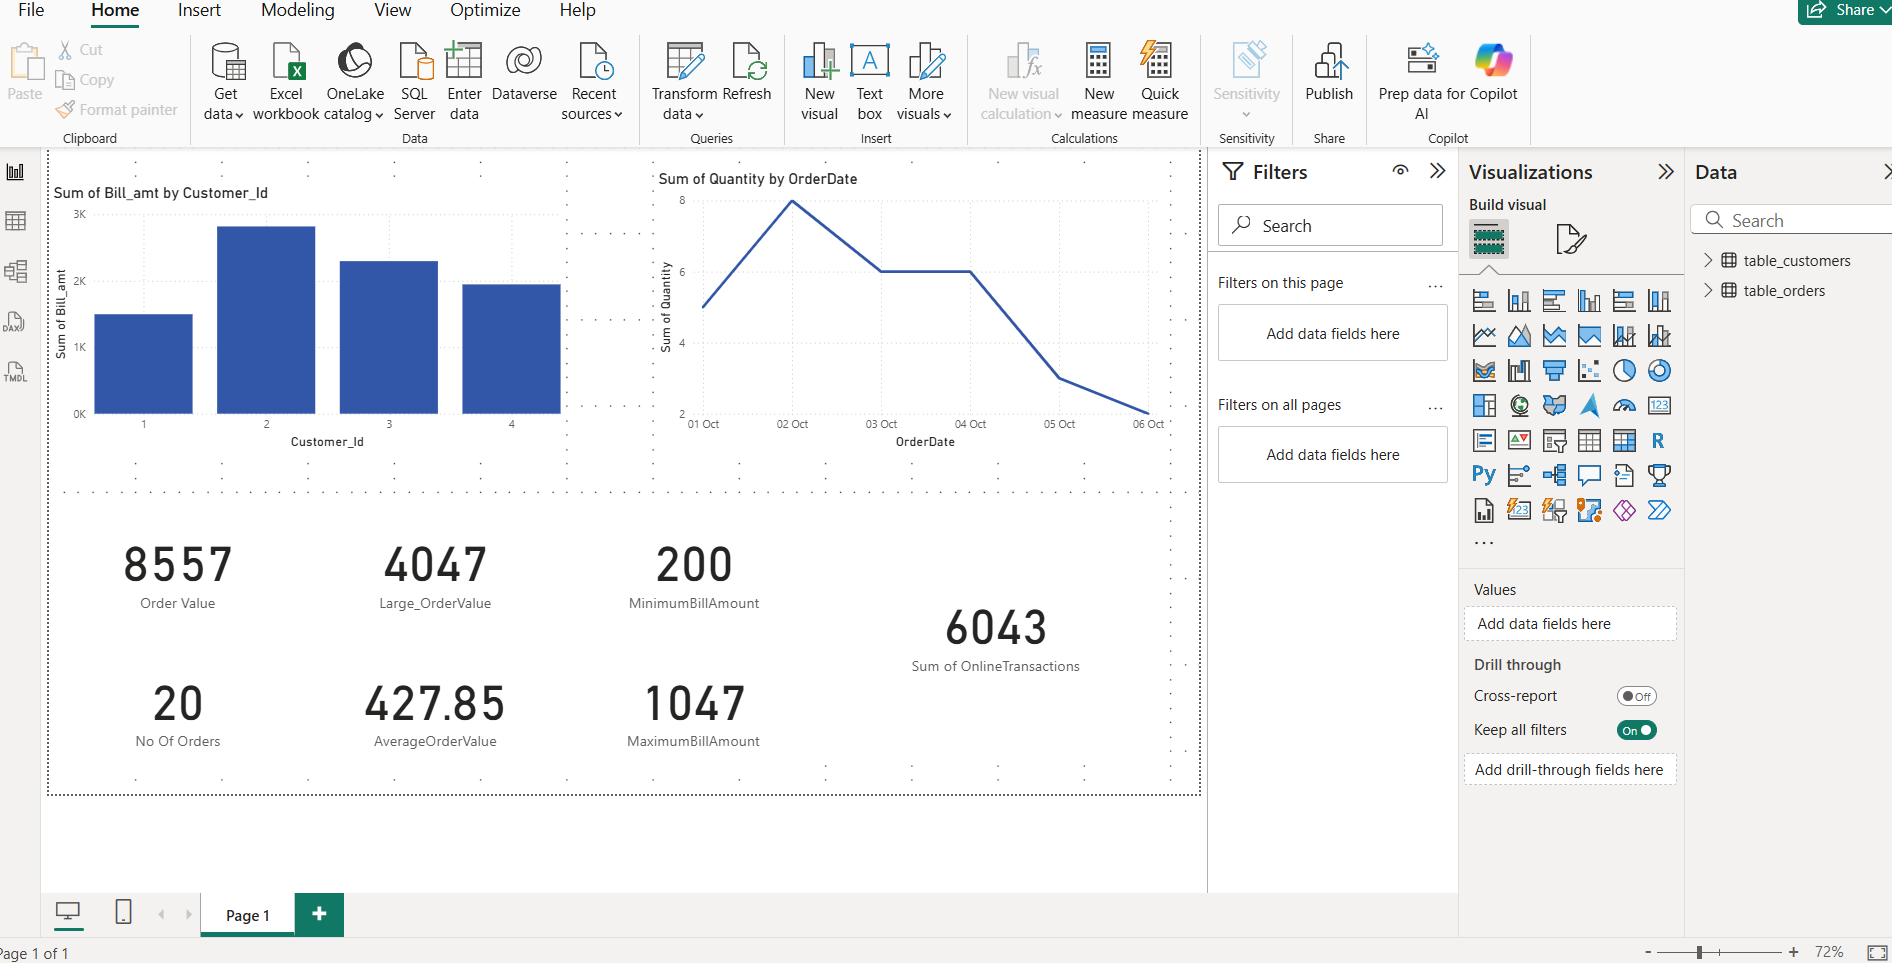 File Home Insert Modeling View Optimize Help
Share
Paste
Cut
Copy
Format painter
Clipboard
Get data
Excel workbook
OneLake catalog
SQL Server
Enter data
Dataverse
Recent sources
Data
Transform data
Refresh
Queries
New visual
Text box
More visuals
Insert
New visual calculation
New measure
Quick measure
Calculations
Sensitivity
Sensitivity
Publish
Share
Prep data for AI
Copilot
Copilot
DAX
TMDL
Sum of Bill_amt by Customer_Id
Sum of Bill_amt
3K
2K
1K
0K
1 2 3 4
Customer_Id
Sum of Quantity by OrderDate
Sum of Quantity
8
6
4
2
01 Oct 02 Oct 03 Oct 04 Oct 05 Oct 06 Oct
OrderDate
8557
Order Value
4047
Large_OrderValue
200
MinimumBillAmount
6043
Sum of OnlineTransactions
20
No Of Orders
427.85
AverageOrderValue
1047
MaximumBillAmount
Filters
Search
Filters on this page ...
Add data fields here
Filters on all pages ...
Add data fields here
Visualizations
Build visual
123
R
Py
123
...
Values
Add data fields here
Drill through
Cross-report Off
Keep all filters On
Add drill-through fields here
Data
Search
table_customers
table_orders
Page 1
+
Page 1 of 1
- + 72%